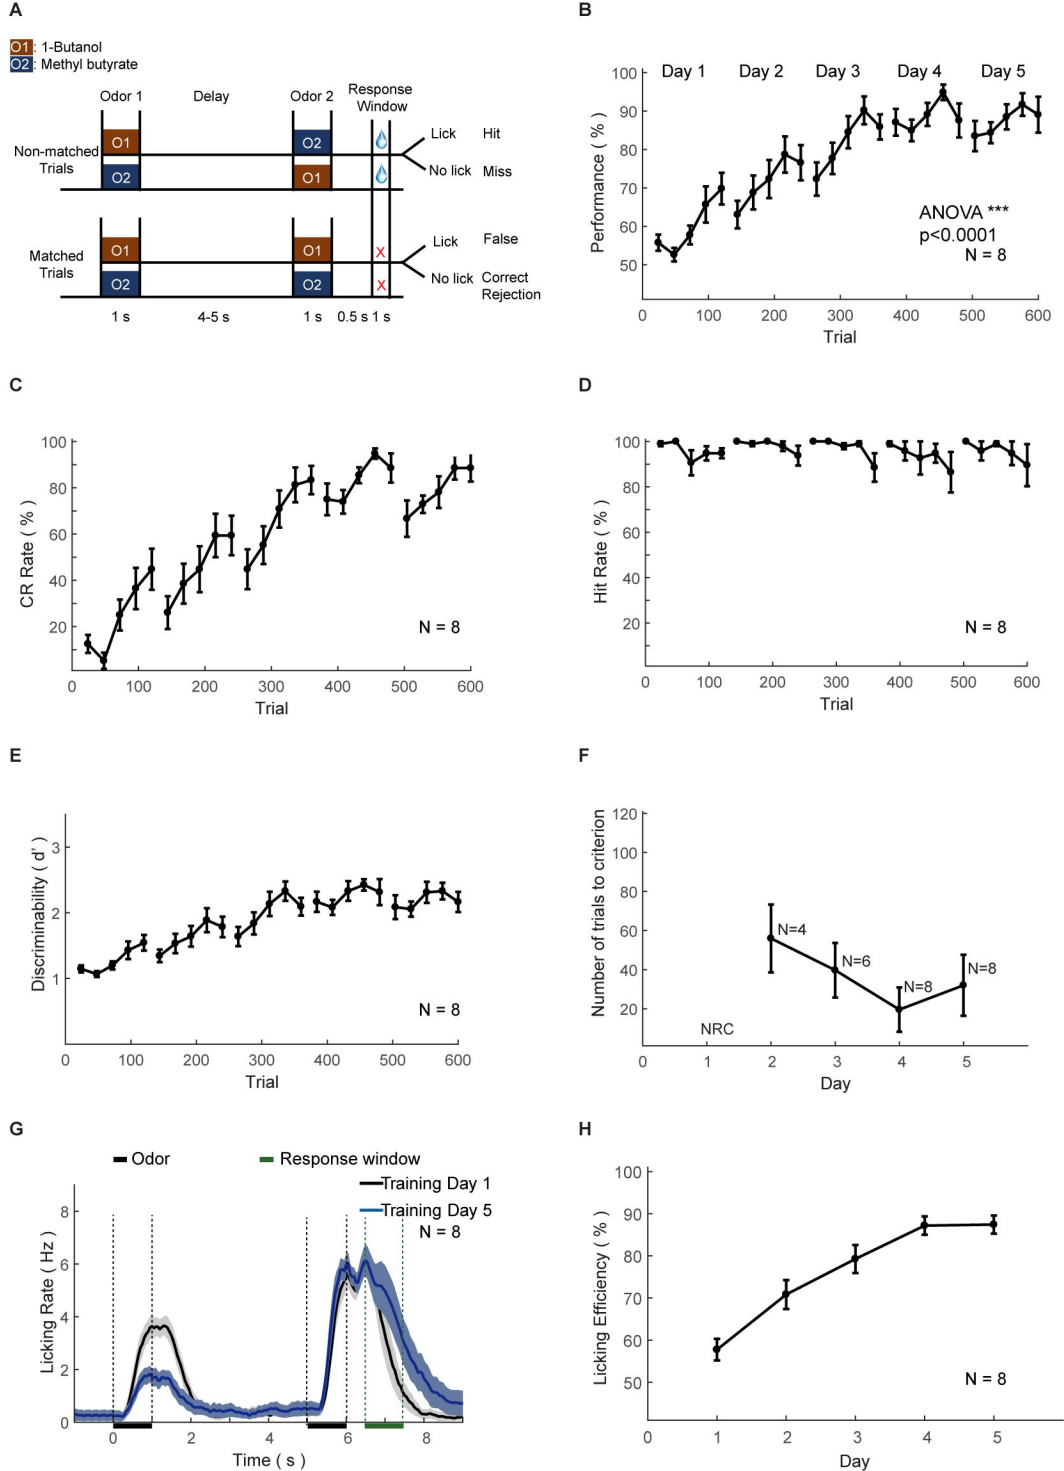 A
O1: 1-Butanol
O2: Methyl butyrate
Odor 1 Delay Odor 2 Response Window
Non-matched Trials
O1 O2 Lick Hit
O2 O1 No lick Miss
Matched Trials
O1 O1 X Lick False
O2 O2 X No lick Correct Rejection
1 s 4-5 s 1 s 0.5 s 1 s
B
Day 1 Day 2 Day 3 Day 4 Day 5
Performance ( % )
100
90
80
70
60
50
ANOVA ***
p<0.0001
N = 8
0 100 200 300 400 500 600
Trial
C
CR Rate ( % )
100
80
60
40
20
N = 8
0 100 200 300 400 500 600
Trial
D
Hit Rate ( % )
100
80
60
40
20
N = 8
0 100 200 300 400 500 600
Trial
E
Discriminability ( d' )
3
2
1
N = 8
0 100 200 300 400 500 600
Trial
F
Number of trials to criterion
120
100
80
60
40
20
NRC
N=4
N=6
N=8
N=8
0 1 2 3 4 5
Day
G
Odor Response window
Training Day 1
Training Day 5
N = 8
Licking Rate ( Hz )
8
6
4
2
0
0 2 4 6 8
Time ( s )
H
Licking Efficiency ( % )
100
90
80
70
60
50
N = 8
0 1 2 3 4 5
Day